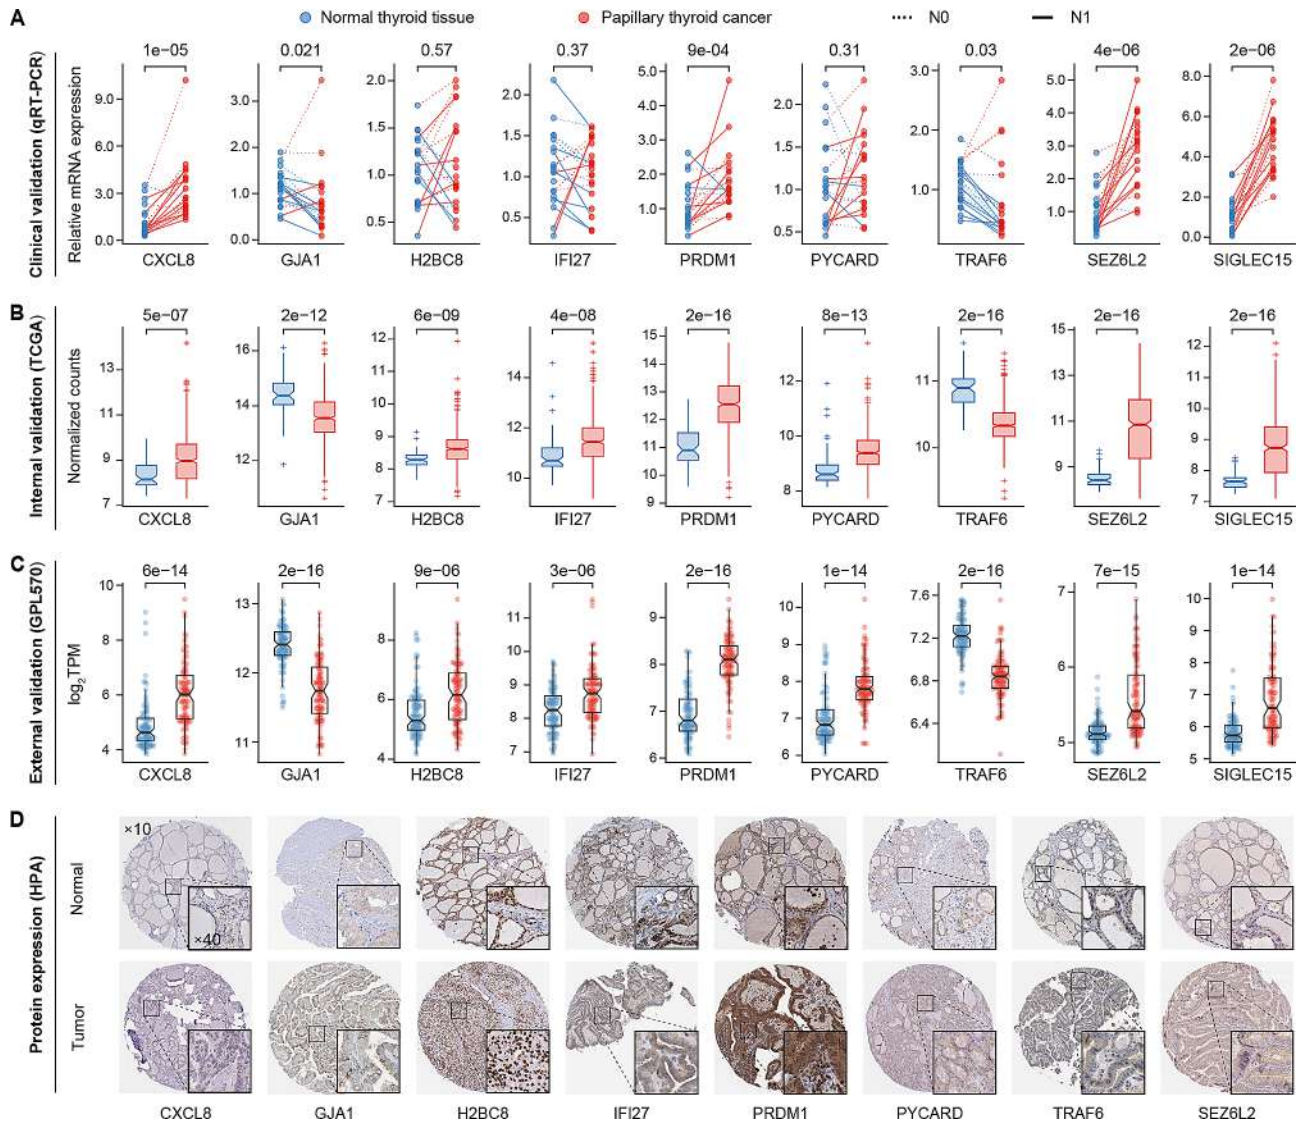 A
Normal thyroid tissue
Papillary thyroid cancer
N0
N1
Clinical validation (qRT-PCR)
Relative mRNA expression
1e−05
0.021
0.57
0.37
9e−04
0.31
0.03
4e−06
2e−06
9.0
6.0
3.0
0.0
3.0
2.0
1.0
0.0
2.0
1.5
1.0
0.5
2.0
1.5
1.0
0.5
5.0
4.0
3.0
2.0
1.0
2.0
1.5
1.0
0.5
3.0
2.0
1.0
5.0
4.0
3.0
2.0
1.0
8.0
6.0
4.0
2.0
0.0
CXCL8
GJA1
H2BC8
IFI27
PRDM1
PYCARD
TRAF6
SEZ6L2
SIGLEC15
B
Internal validation (TCGA)
Normalized counts
5e−07
2e−12
6e−09
4e−08
2e−16
8e−13
2e−16
2e−16
2e−16
13
11
9
7
16
14
12
12
11
10
9
8
7
14
12
10
15
14
13
12
11
10
9
12
10
8
11
10
15
13
11
9
12
11
10
9
8
7
CXCL8
GJA1
H2BC8
IFI27
PRDM1
PYCARD
TRAF6
SEZ6L2
SIGLEC15
C
External validation (GPL570)
log2TPM
6e−14
2e−16
9e−06
3e−06
2e−16
1e−14
2e−16
7e−15
1e−14
10
8
6
4
13
12
11
8
6
4
11
10
9
8
7
9
8
7
6
10
9
8
7
6
7.6
7.2
6.8
6.4
7
6
5
10
9
8
7
6
5
CXCL8
GJA1
H2BC8
IFI27
PRDM1
PYCARD
TRAF6
SEZ6L2
SIGLEC15
D
Protein expression (HPA)
Normal
×10
×40
Tumor
CXCL8
GJA1
H2BC8
IFI27
PRDM1
PYCARD
TRAF6
SEZ6L2